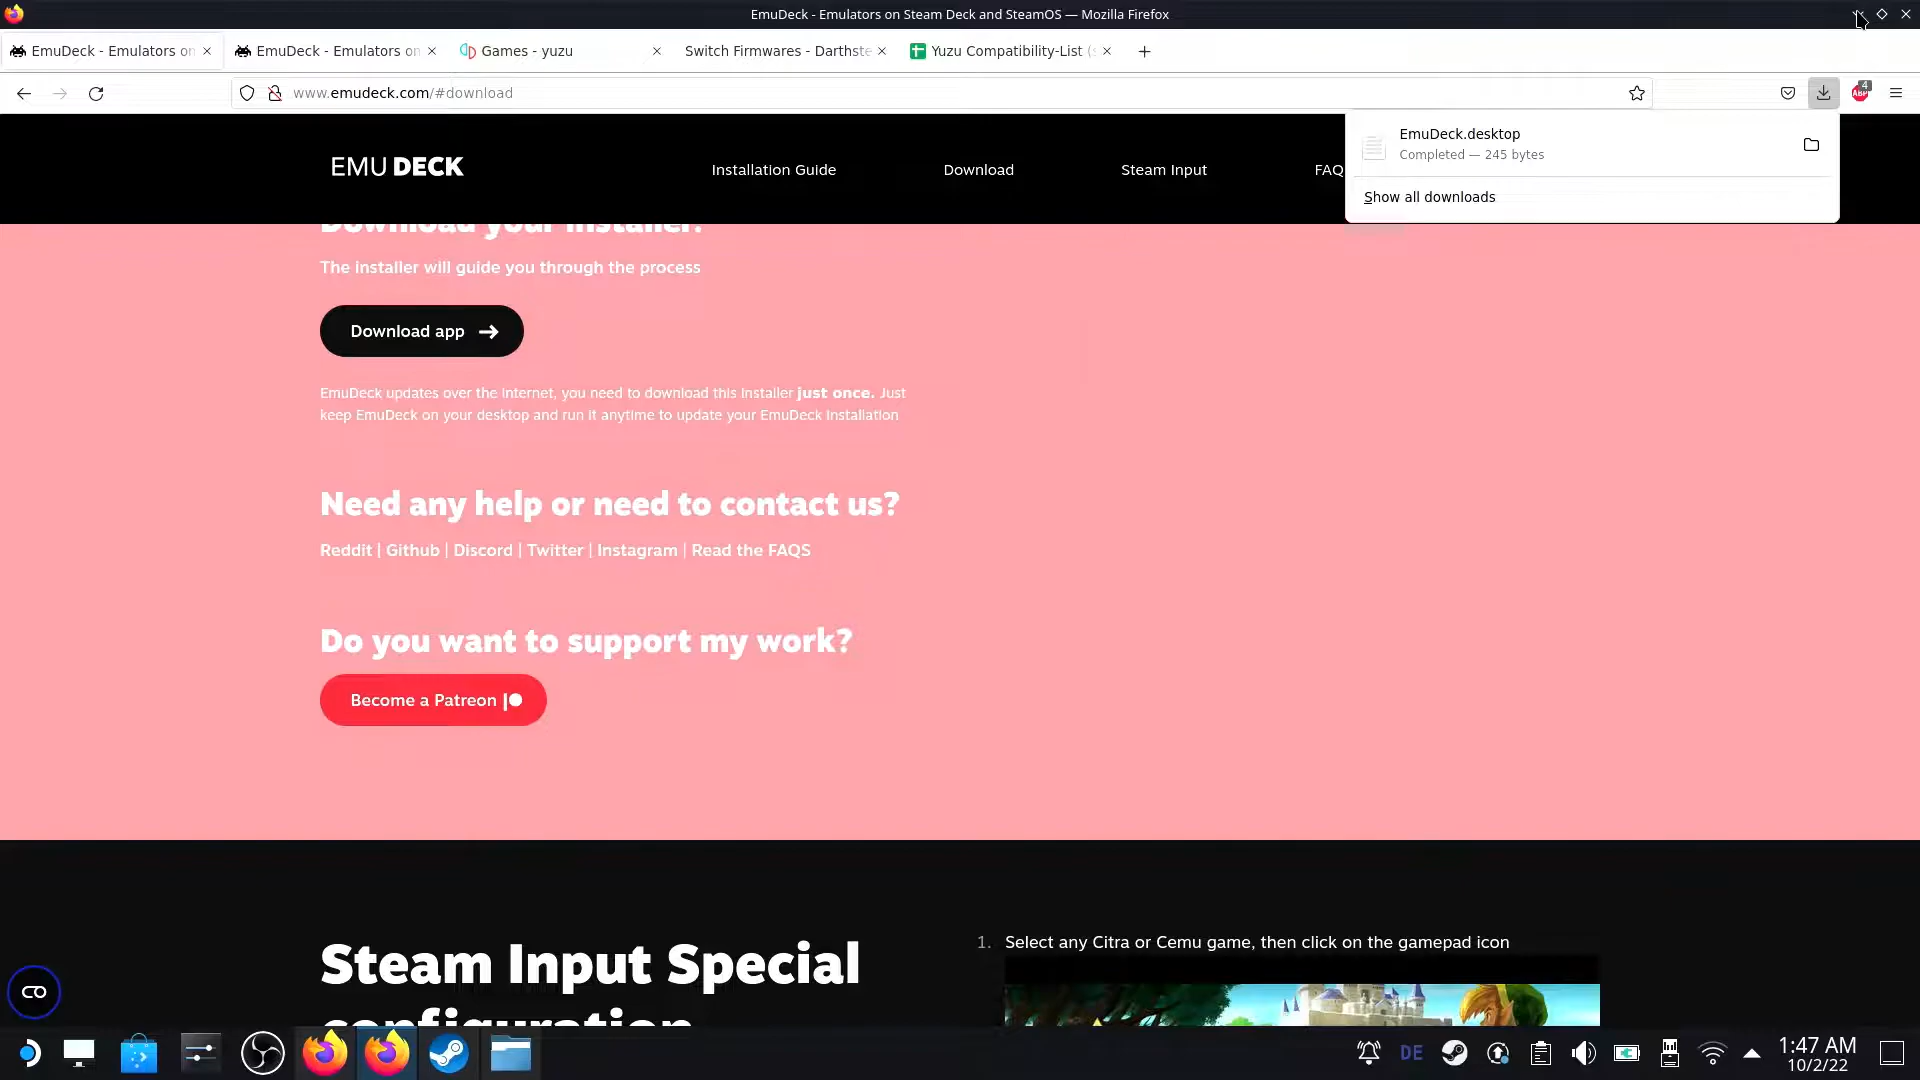 EmuDeck - Emulators on Steam Deck and SteamOS — Mozilla Firefox
EmuDeck - Emulators on
EmuDeck - Emulators on
Games - yuzu
Switch Firmwares - Darthste
Yuzu Compatibility-List (s
www.emudeck.com/#download
4
ABP
EmuDeck.desktop
Completed — 245 bytes
Show all downloads
EMU DECK
Installation Guide
Download
Steam Input
FAQ
Download your installer!
The installer will guide you through the process
Download app
EmuDeck updates over the internet, you need to download this installer just once. Just
keep EmuDeck on your desktop and run it anytime to update your EmuDeck installation
Need any help or need to contact us?
Reddit | Github | Discord | Twitter | Instagram | Read the FAQS
Do you want to support my work?
Become a Patreon
Steam Input Special
configuration
1. Select any Citra or Cemu game, then click on the gamepad icon
DE
1:47 AM
10/2/22